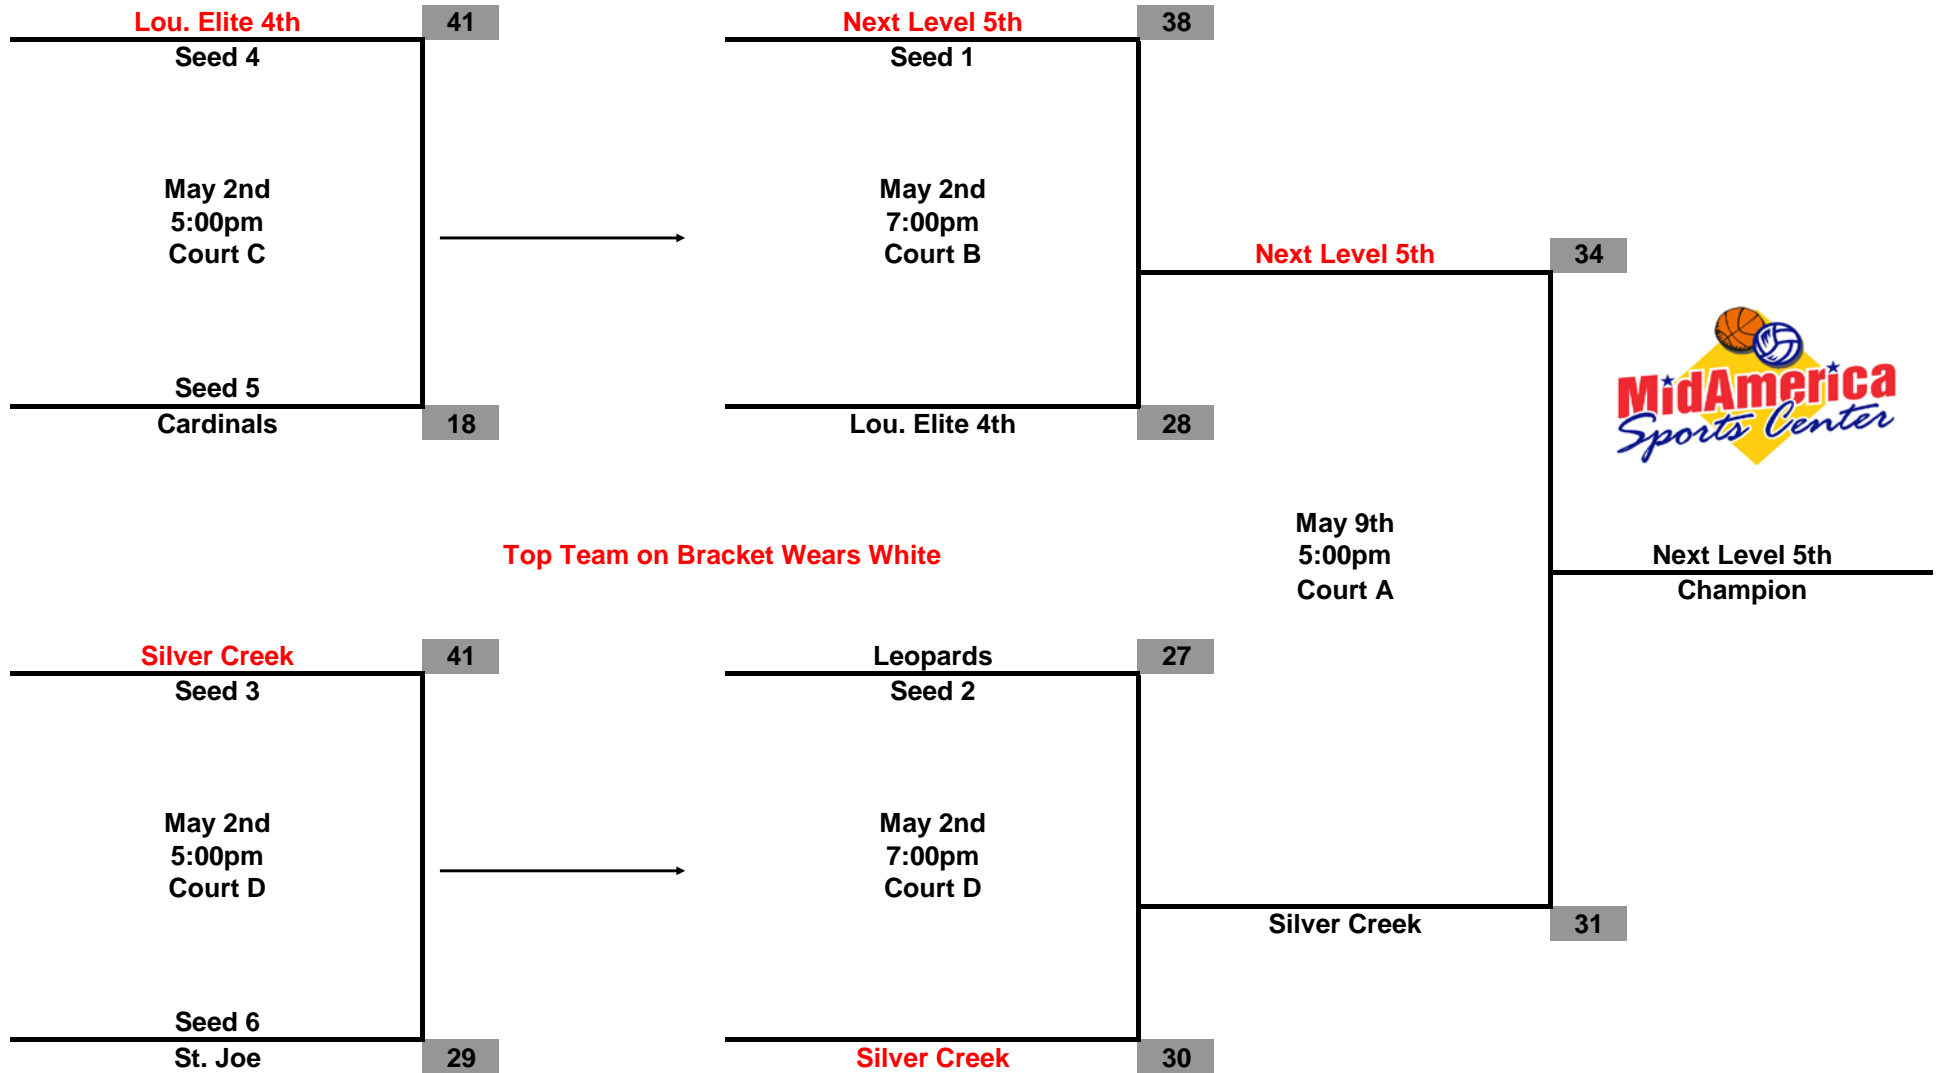 Lou. Elite 4th 41
Seed 4
May 2nd
5:00pm
Court C
Seed 5
Cardinals 18
Next Level 5th 38
Seed 1
May 2nd
7:00pm
Court B
Lou. Elite 4th 28
Next Level 5th 34
MidAmerica
Sports Center
Top Team on Bracket Wears White
May 9th
5:00pm
Court A
Next Level 5th
Champion
Silver Creek 41
Seed 3
May 2nd
5:00pm
Court D
Seed 6
St. Joe 29
Leopards 27
Seed 2
May 2nd
7:00pm
Court D
Silver Creek 30
Silver Creek 31